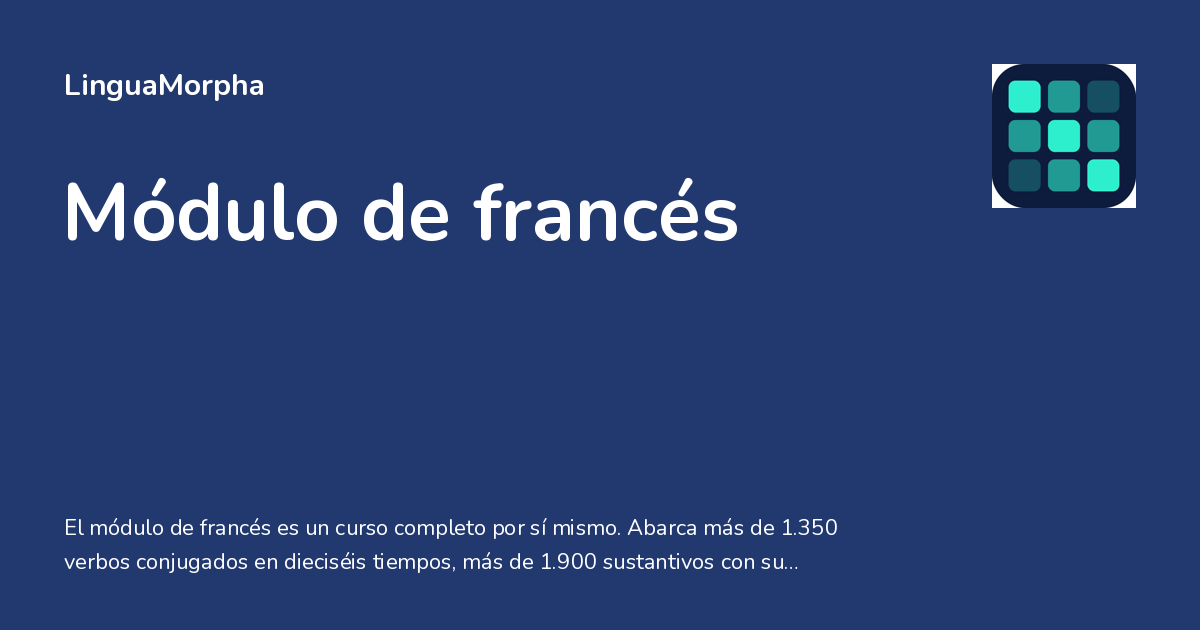 LinguaMorpha
Módulo de francés
El módulo de francés es un curso completo por sí mismo. Abarca más de 1.350
verbos conjugados en dieciséis tiempos, más de 1.900 sustantivos con su...